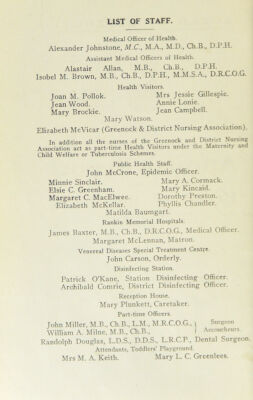 LIST OF STAFF.
Medical Officer of Health.
Alexander Johnstone, M.C., M.A., M.D., Ch.B., D.P.H.
Assistant Medical Officers of Health.
Alastair Allan, M.B., Ch.B., D.P.H.
Isobel M. Brown, M.B., Ch.B., D.P.H., M.M.S.A., D.R.C.O.G.
Health Visitors.
Joan M. Pollok. Mrs Jessie Gillespie.
Jean Wood. Annie Lonie.
Mary Brockie. Jean Campbell.
Mary Watson.
Elizabeth McVicar (Greenock & District Nursing Association).
In addition all the nurses of the Greenock and District Nursing
Association act as part-time Health Visitors under the Maternity and
Child Welfare or Tuberculosis Schemes.
Public Health Staff.
John McCrone, Epidemic Officer.
Minnie Sinclair. Mary A. Cormack.
Elsie C. Greenham. Mary Kincaid.
Margaret C. MacElwee. Dorothy Preston.
Elizabeth McKellar. Phyllis Chandler.
Matilda Baumgart.
Rankin Memorial Hospitals.
James Baxter, M.B., Ch.B., D.R.C.O.G., Medical Officer.
Margaret McLennan, Matron.
Venereal Diseases Special Treatment Centre.
John Carson, Orderly.
Disinfecting Station.
Patrick O'Kane, Station Disinfecting Officer.
Archibald Comrie, District Disinfecting Officer.
Reception House.
Mary Plunkett, Caretaker.
Part-time Officers.
John Miller, M.B., Ch.B., L.M., M.R.C.O.G., Surgeon
William A. Milne, M.B., Ch.B., Accoucheurs.
Randolph Douglas, L.D.S., D.D.S., L.R.C.P., Dental Surgeon.
Attendants, Toddlers' Playground.
Mrs M. A. Keith. Mary L. C. Greenlees.